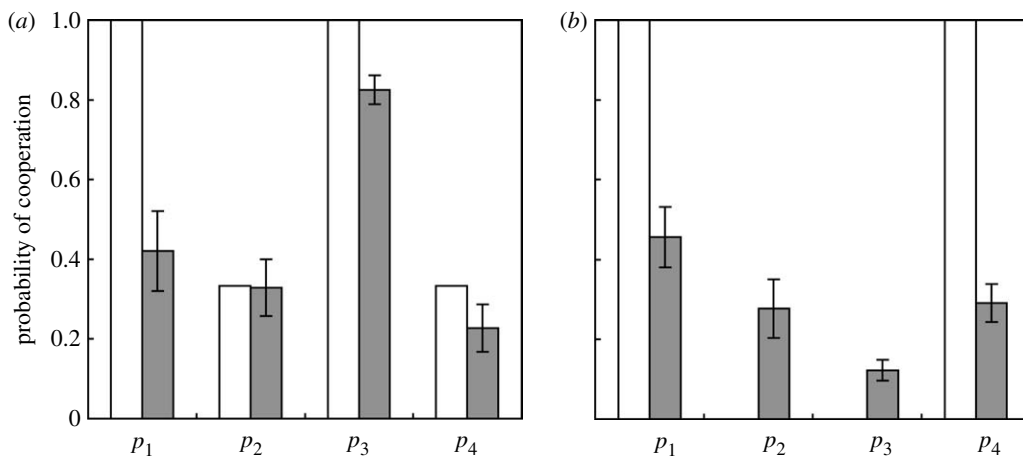 (a)
1.0
0.8
0.6
0.4
0.2
0
probability of cooperation
p1 p2 p3 p4
(b)
p1 p2 p3 p4